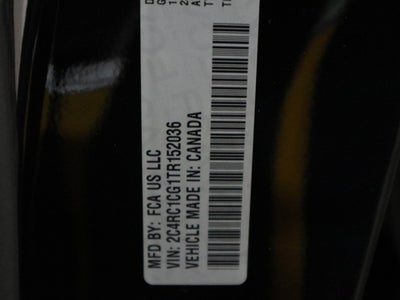 MFD BY: FCA US LLC
VIN: 2C4RC1CG1TR152036
VEHICLE MADE IN: CANADA